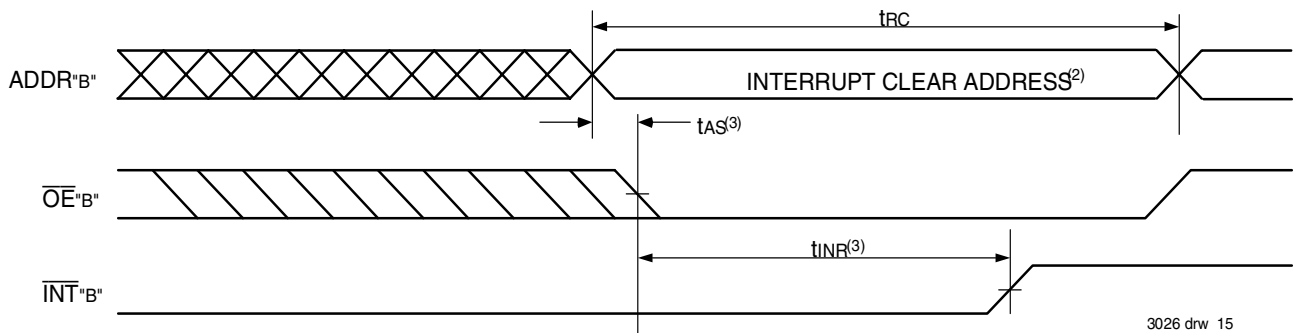 tRC
ADDR"B"
INTERRUPT CLEAR ADDRESS(2)
tAS(3)
OE"B"
tINR(3)
INT"B"
3026 drw 15